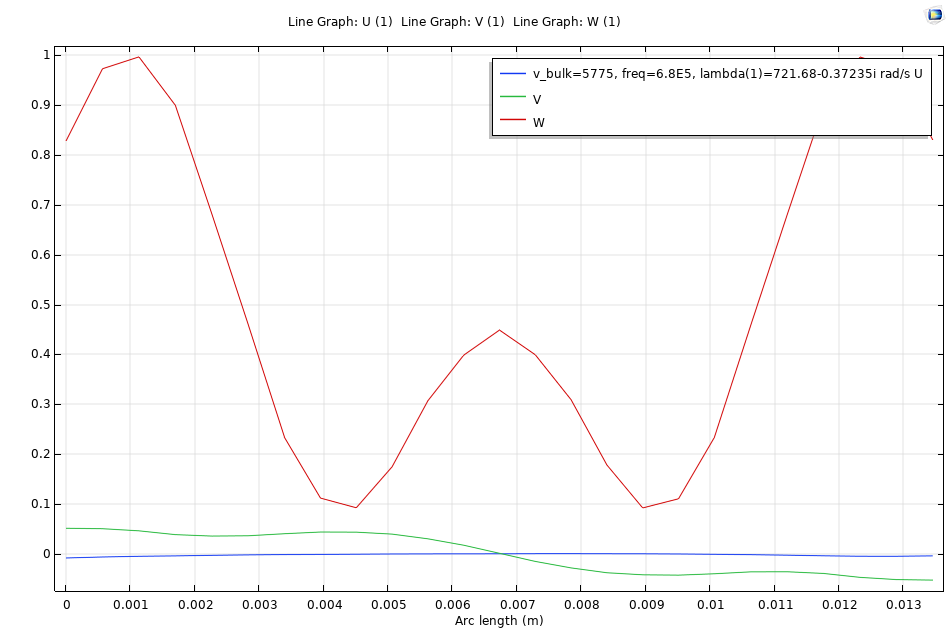 Line Graph: U (1)  Line Graph: V (1)  Line Graph: W (1)
v_bulk=5775, freq=6.8E5, lambda(1)=721.68-0.37235i rad/s U
V
W
1
0.9
0.8
0.7
0.6
0.5
0.4
0.3
0.2
0.1
0
0 0.001 0.002 0.003 0.004 0.005 0.006 0.007 0.008 0.009 0.01 0.011 0.012 0.013
Arc length (m)